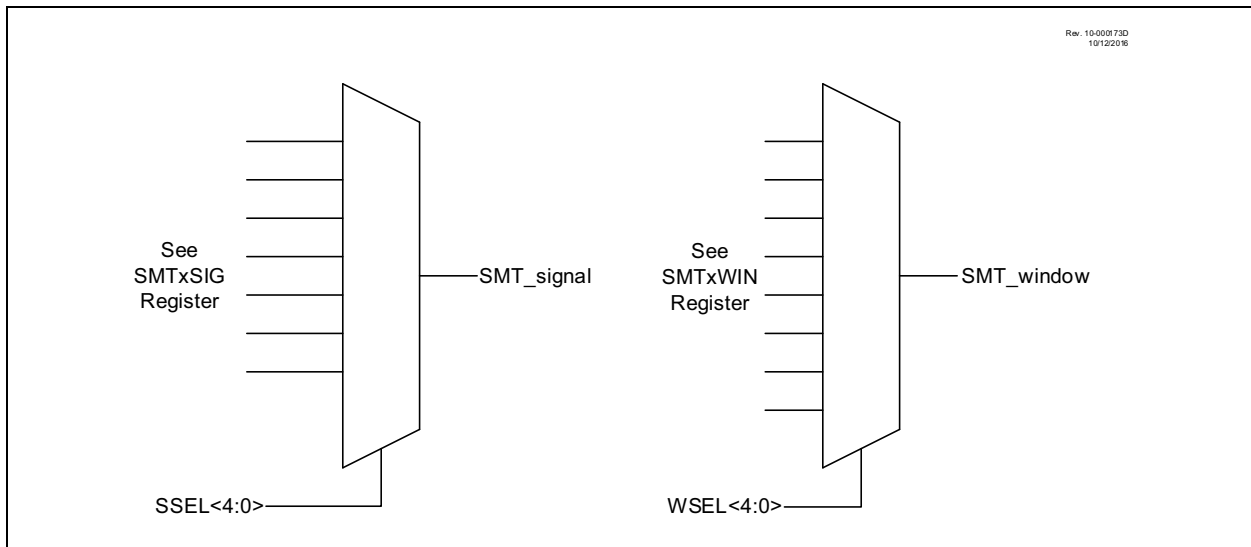 Rev. 10-000173D
10/12/2016
See
SMTxSIG
Register
SMT_signal
SSEL<4:0>
See
SMTxWIN
Register
SMT_window
WSEL<4:0>